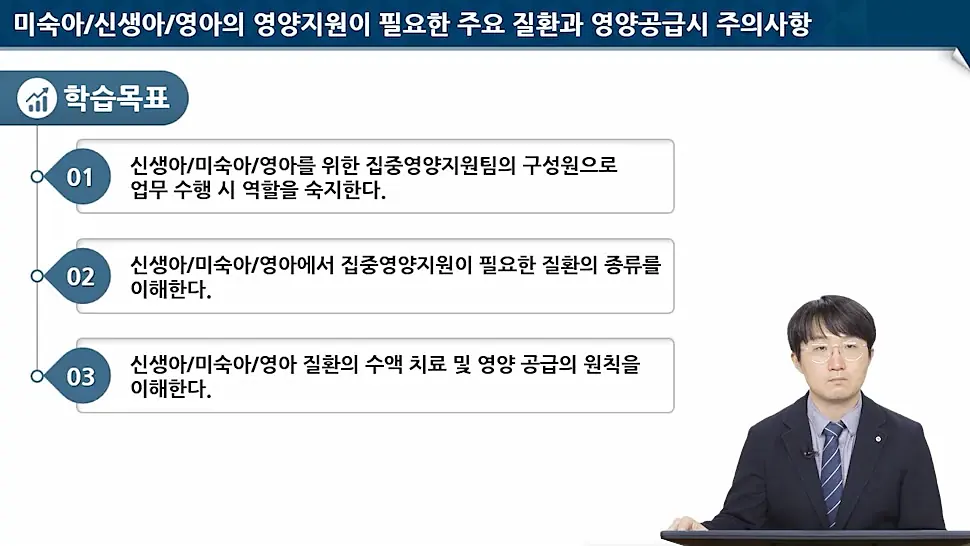 미숙아/신생아/영아의 영양지원이 필요한 주요 질환과 영양공급시 주의사항
학습목표
01
신생아/미숙아/영아를 위한 집중영양지원팀의 구성원으로
업무 수행 시 역할을 숙지한다.
02
신생아/미숙아/영아에서 집중영양지원이 필요한 질환의 종류를
이해한다.
03
신생아/미숙아/영아 질환의 수액 치료 및 영양 공급의 원칙을
이해한다.